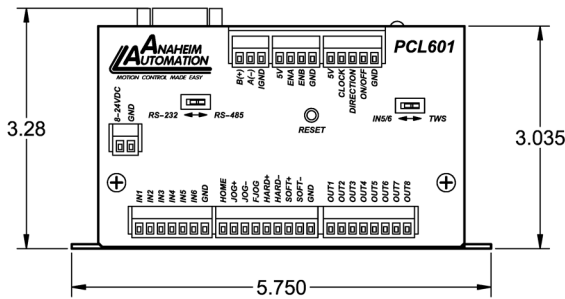 ANAHEIM
AUTOMATION
MOTION CONTROL MADE EASY
PCL601
B(+)
A(-)
IGND
5V
ENA
ENB
GND
5V
CLOCK
DIRECTION
ON/OFF
GND
8-24VDC
GND
RS-232
RS-485
RESET
IN5/6
TWS
3.28
3.035
IN1
IN2
IN3
IN4
IN5
IN6
GND
HOME
JOG+
JOG-
FJOG
HARD+
HARD-
SOFT+
SOFT-
GND
OUT1
OUT2
OUT3
OUT4
OUT5
OUT6
OUT7
OUT8
5.750